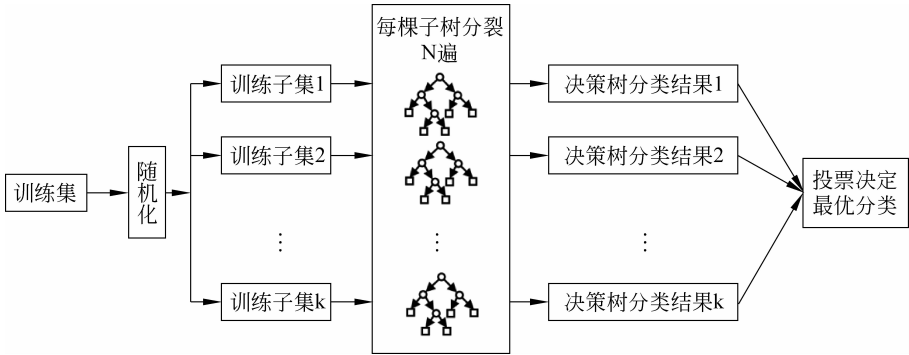 训练集
随机化
训练子集1
训练子集2
⋮
训练子集k
每棵子树分裂
N遍
⋮
决策树分类结果1
决策树分类结果2
⋮
决策树分类结果k
投票决定
最优分类